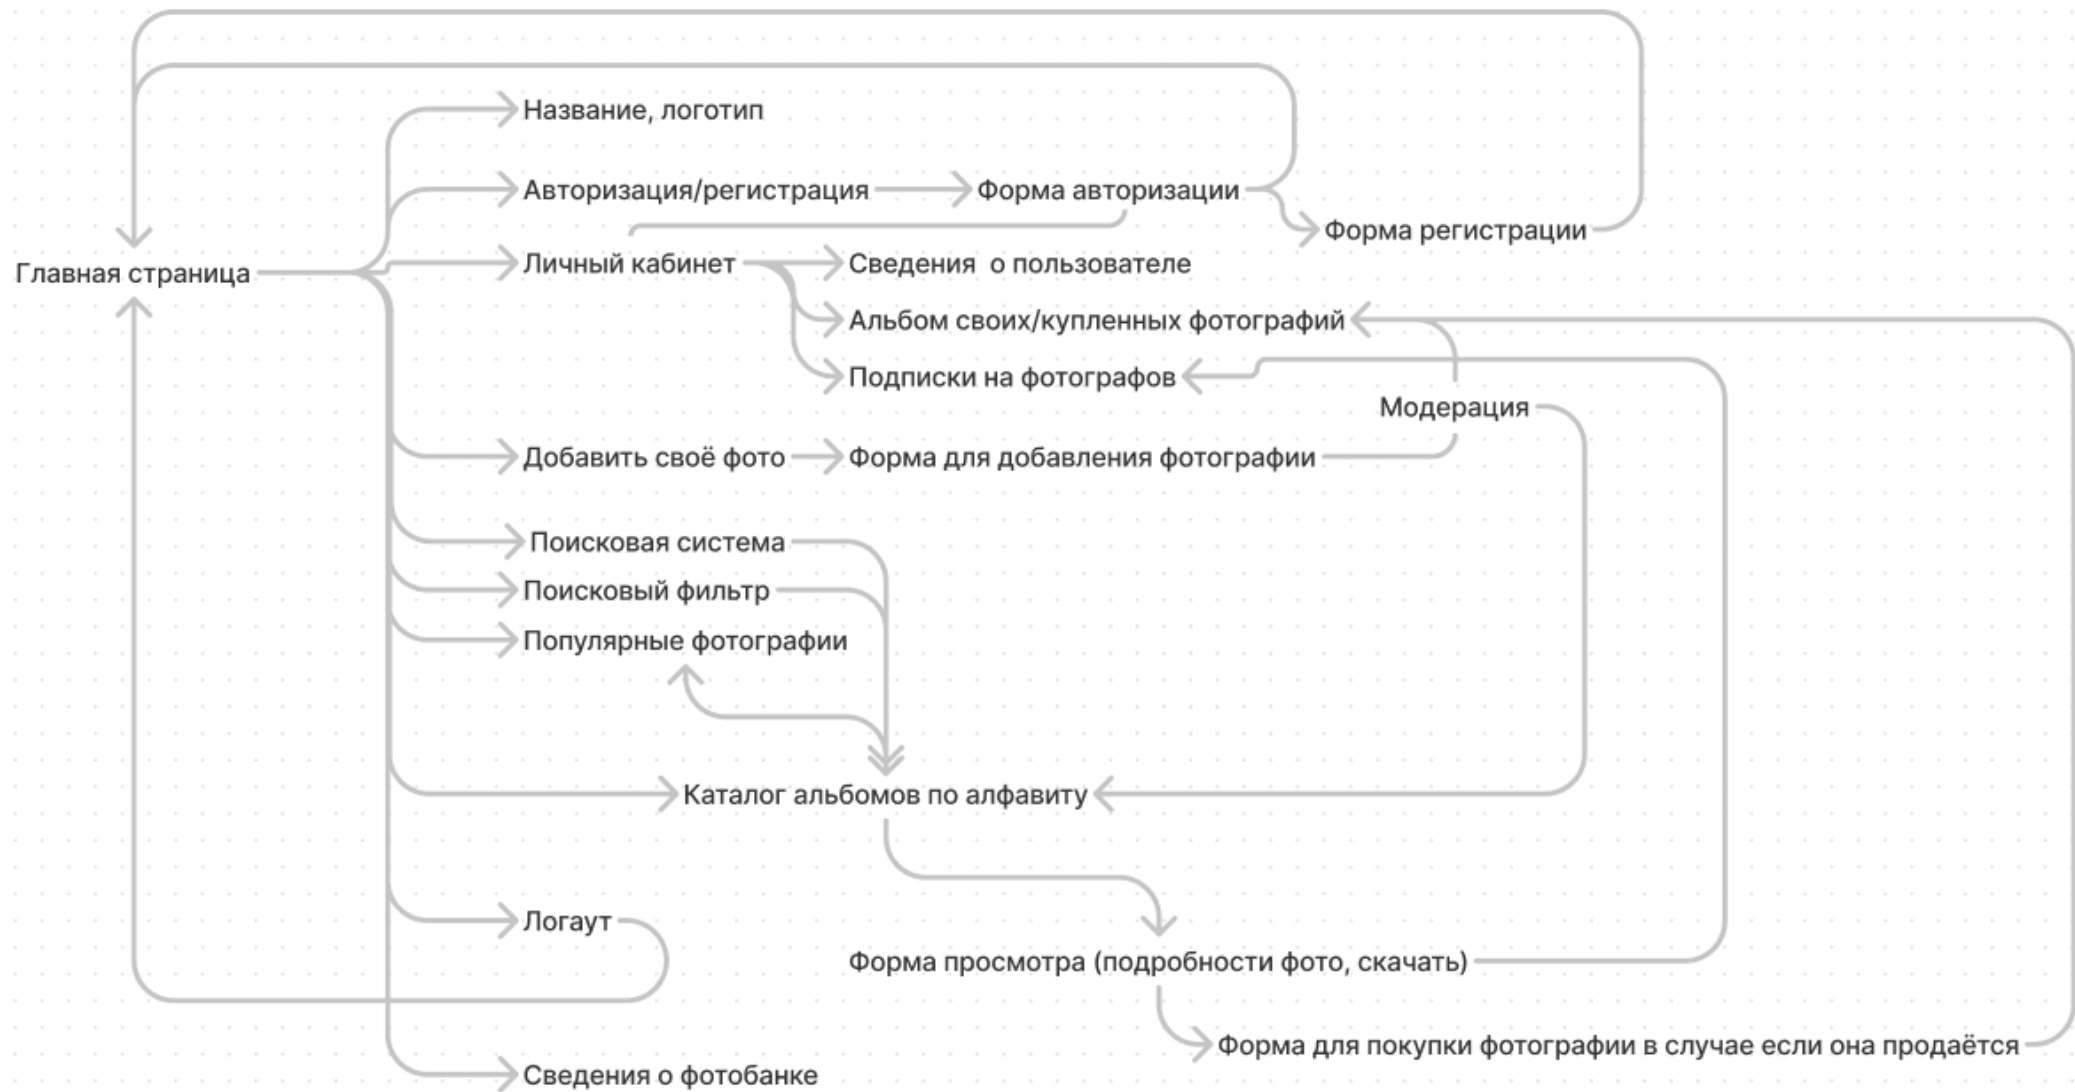 Название, логотип
Авторизация/регистрация
Форма авторизации
Форма регистрации
Главная страница
Личный кабинет
Сведения о пользователе
Альбом своих/купленных фотографий
Подписки на фотографов
Модерация
Добавить своё фото
Форма для добавления фотографии
Поисковая система
Поисковый фильтр
Популярные фотографии
Каталог альбомов по алфавиту
Логаут
Форма просмотра (подробности фото, скачать)
Форма для покупки фотографии в случае если она продаётся
Сведения о фотобанке